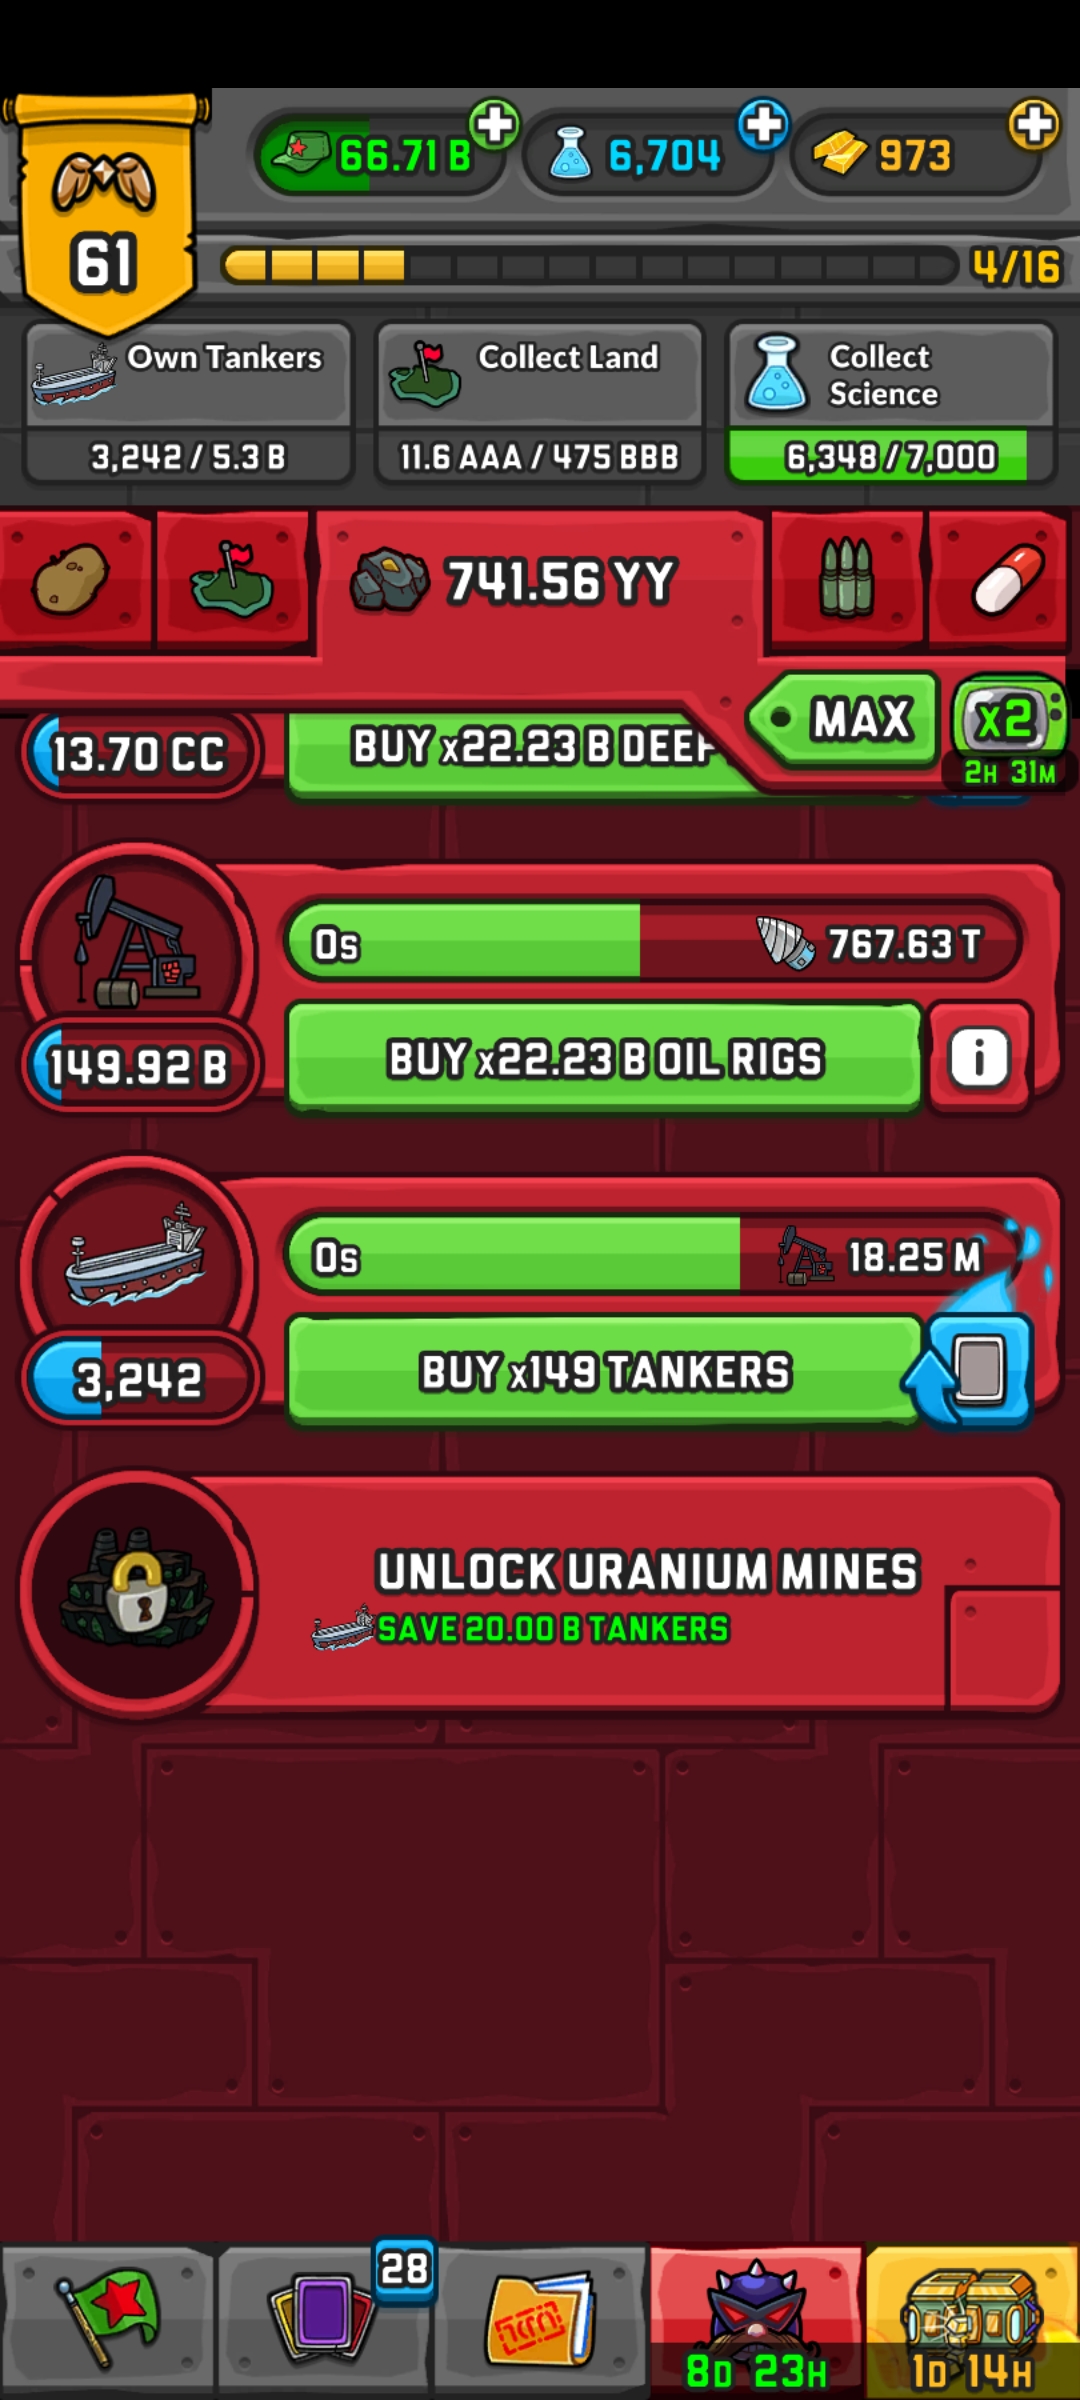 66.71 B
6,704
973
61
4/16
Own Tankers
3,242 / 5.3 B
Collect Land
11.6 AAA / 475 BBB
Collect
Science
6,348 / 7,000
741.56 YY
MAX
x2
2H 31M
13.70 CC
BUY x22.23 B DEEP
0s
767.63 T
149.92 B
BUY x22.23 B OIL RIGS
i
0s
18.25 M
3,242
BUY x149 TANKERS
UNLOCK URANIUM MINES
SAVE 20.00 B TANKERS
28
8D 23H
1D 14H